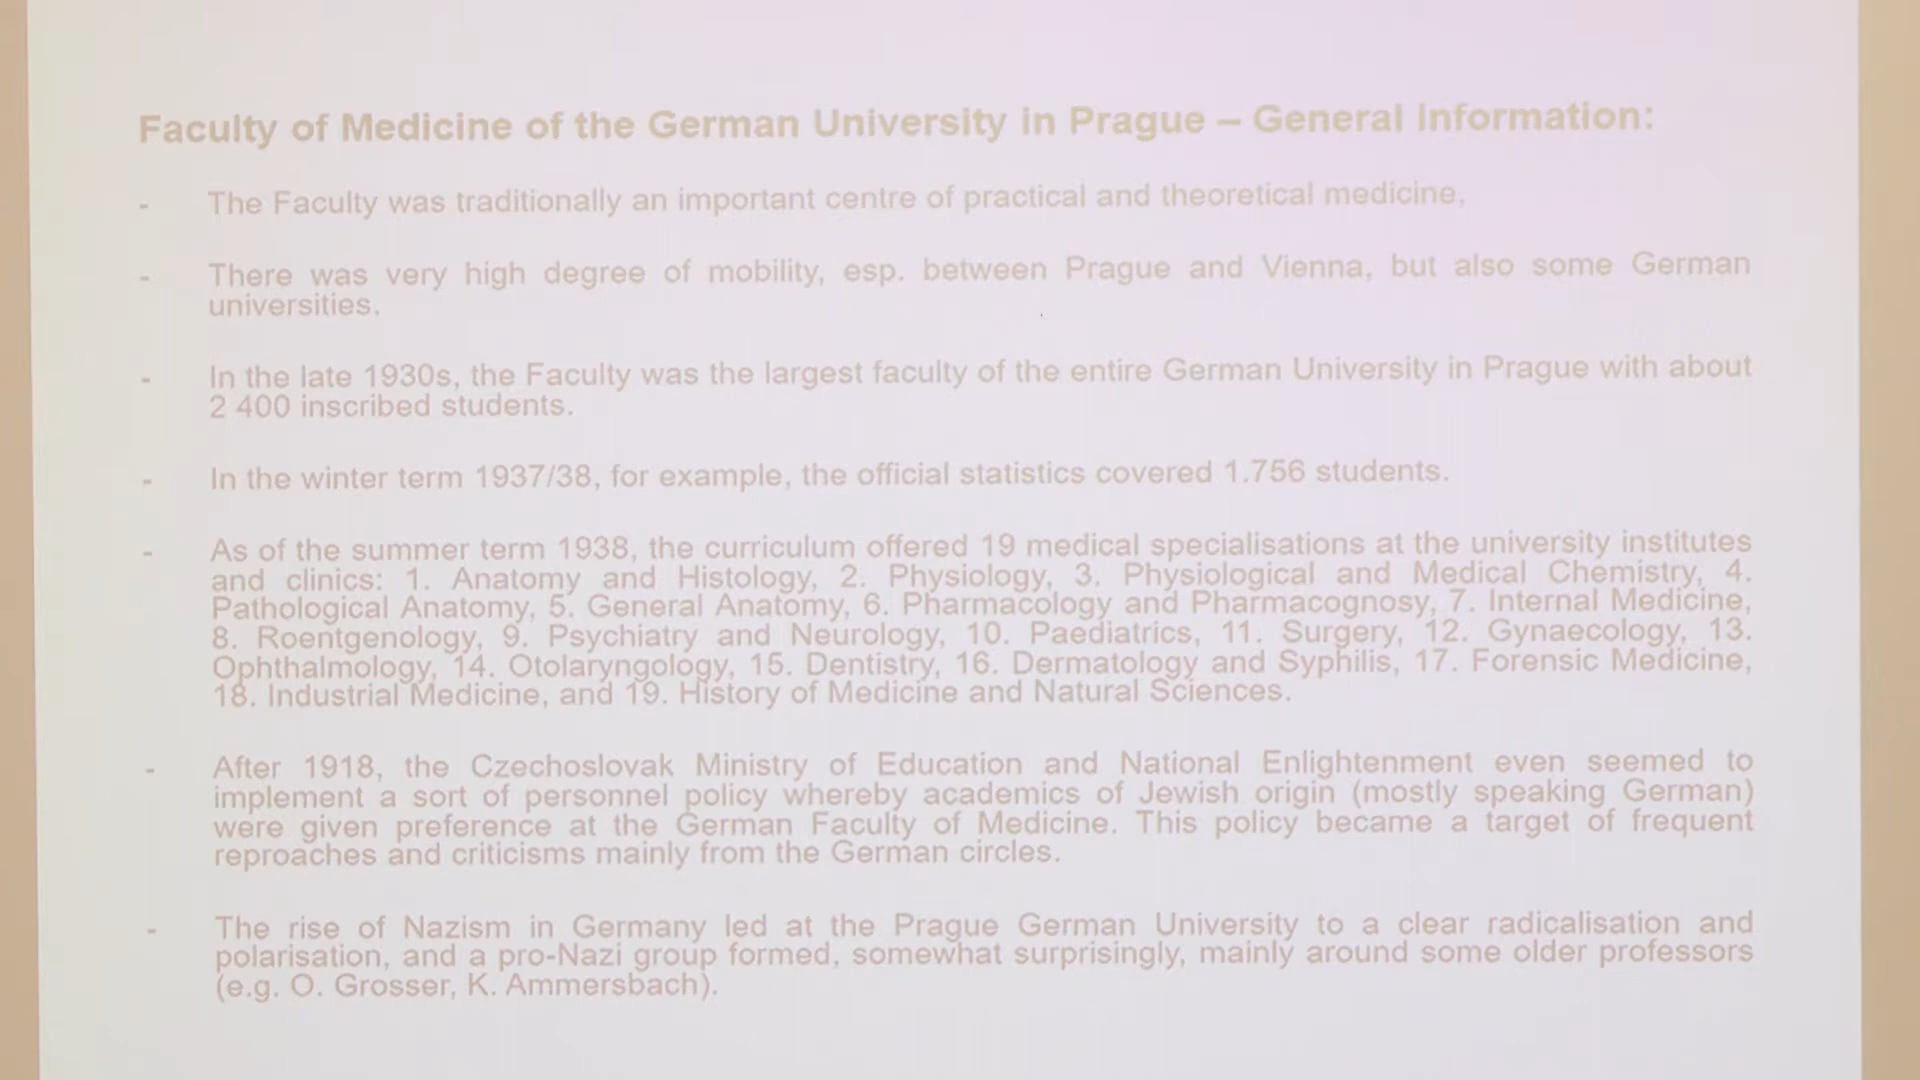 Faculty of Medicine of the German University in Prague – General Information:
- The Faculty was traditionally an important centre of practical and theoretical medicine,
- There was very high degree of mobility, esp. between Prague and Vienna, but also some German
universities.
- In the late 1930s, the Faculty was the largest faculty of the entire German University in Prague with about
2 400 inscribed students.
- In the winter term 1937/38, for example, the official statistics covered 1.756 students.
- As of the summer term 1938, the curriculum offered 19 medical specialisations at the university institutes
and clinics: 1. Anatomy and Histology, 2. Physiology, 3. Physiological and Medical Chemistry, 4.
Pathological Anatomy, 5. General Anatomy, 6. Pharmacology and Pharmacognosy, 7. Internal Medicine,
8. Roentgenology, 9. Psychiatry and Neurology, 10. Paediatrics, 11. Surgery, 12. Gynaecology, 13.
Ophthalmology, 14. Otolaryngology, 15. Dentistry, 16. Dermatology and Syphilis, 17. Forensic Medicine,
18. Industrial Medicine, and 19. History of Medicine and Natural Sciences.
- After 1918, the Czechoslovak Ministry of Education and National Enlightenment even seemed to
implement a sort of personnel policy whereby academics of Jewish origin (mostly speaking German)
were given preference at the German Faculty of Medicine. This policy became a target of frequent
reproaches and criticisms mainly from the German circles.
- The rise of Nazism in Germany led at the Prague German University to a clear radicalisation and
polarisation, and a pro-Nazi group formed, somewhat surprisingly, mainly around some older professors
(e.g. O. Grosser, K. Ammersbach).